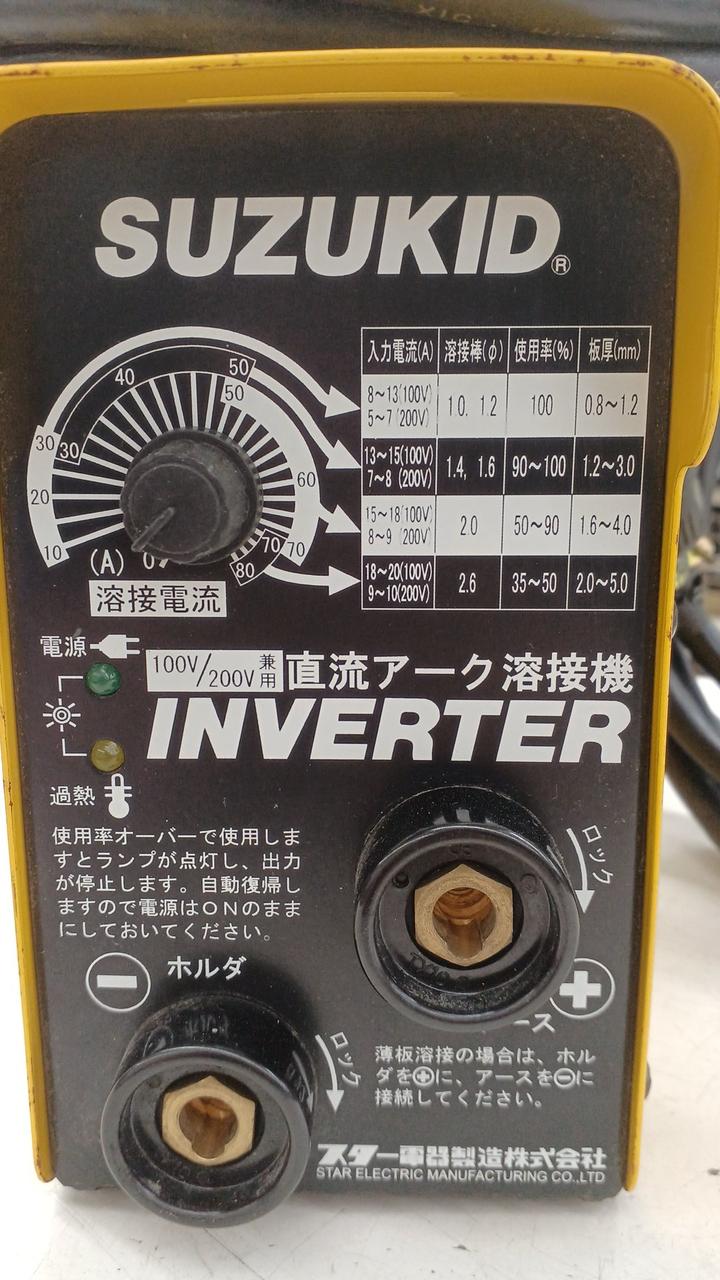 SUZUKID®
50
40
50
30
30
60
20
10
(A)
0
70
70
80
溶接電流
入力電流(A) 溶接棒(φ) 使用率(%) 板厚(mm)
8～13(100V)
5～7(200V)
1.0. 1.2 100 0.8～1.2
13～15(100V)
7～8 (200V)
1.4, 1.6 90～100 1.2～3.0
15～18(100V)
8～9 (200V)
2.0 50～90 1.6～4.0
18～20(100V)
9～10(200V)
2.6 35～50 2.0～5.0
電源
100V/200V兼用 直流アーク溶接機
INVERTER
過熱
使用率オーバーで使用しま
すとランプが点灯し、出力
が停止します。自動復帰し
ますので電源はONのまま
にしておいてください。
ロック
⊖ ホルダ
⊕
ース
ロック
薄板溶接の場合は、ホル
ダを⊕に、アースを⊖に
接続してください。
スター電器製造株式会社
STAR ELECTRIC MANUFACTURING CO.,LTD